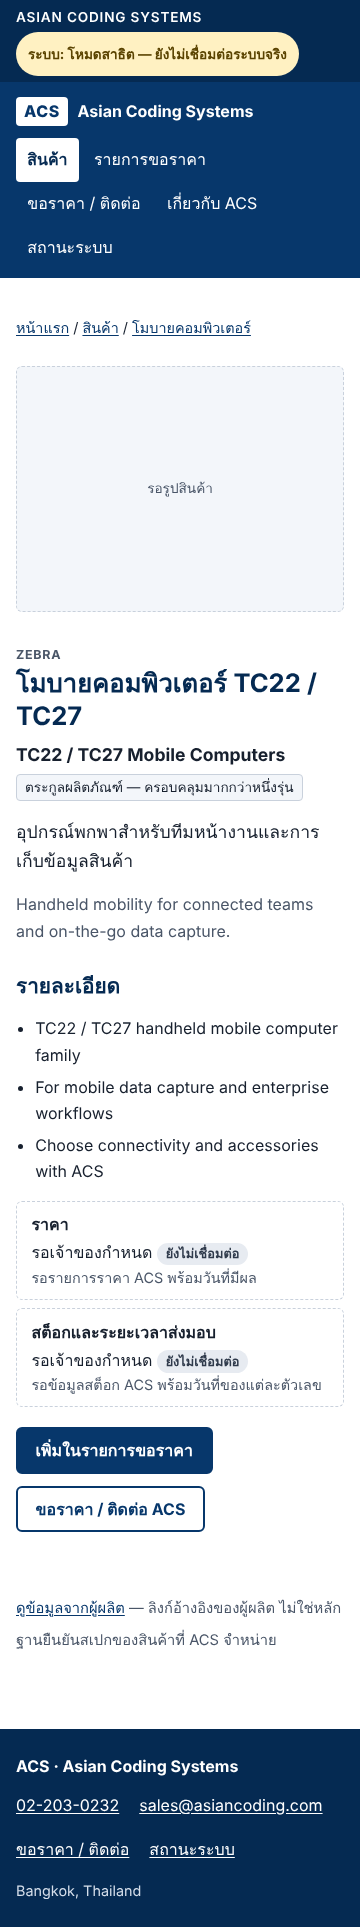 ASIAN CODING SYSTEMS
ระบบ: โหมดสาธิต — ยังไม่เชื่อมต่อระบบจริง
ACS Asian Coding Systems
สินค้า รายการขอราคา
ขอราคา / ติดต่อ เกี่ยวกับ ACS
สถานะระบบ
หน้าแรก / สินค้า / โมบายคอมพิวเตอร์
รอรูปสินค้า
ZEBRA
โมบายคอมพิวเตอร์ TC22 /
TC27
TC22 / TC27 Mobile Computers
ตระกูลผลิตภัณฑ์ — ครอบคลุมมากกว่าหนึ่งรุ่น
อุปกรณ์พกพาสำหรับทีมหน้างานและการ
เก็บข้อมูลสินค้า
Handheld mobility for connected teams
and on-the-go data capture.
รายละเอียด
• TC22 / TC27 handheld mobile computer
family
• For mobile data capture and enterprise
workflows
• Choose connectivity and accessories
with ACS
ราคา
รอเจ้าของกำหนด ยังไม่เชื่อมต่อ
รอรายการราคา ACS พร้อมวันที่มีผล
สต็อกและระยะเวลาส่งมอบ
รอเจ้าของกำหนด ยังไม่เชื่อมต่อ
รอข้อมูลสต็อก ACS พร้อมวันที่ของแต่ละตัวเลข
เพิ่มในรายการขอราคา
ขอราคา / ติดต่อ ACS
ดูข้อมูลจากผู้ผลิต — ลิงก์อ้างอิงของผู้ผลิต ไม่ใช่หลัก
ฐานยืนยันสเปกของสินค้าที่ ACS จำหน่าย
ACS · Asian Coding Systems
02-203-0232 sales@asiancoding.com
ขอราคา / ติดต่อ สถานะระบบ
Bangkok, Thailand